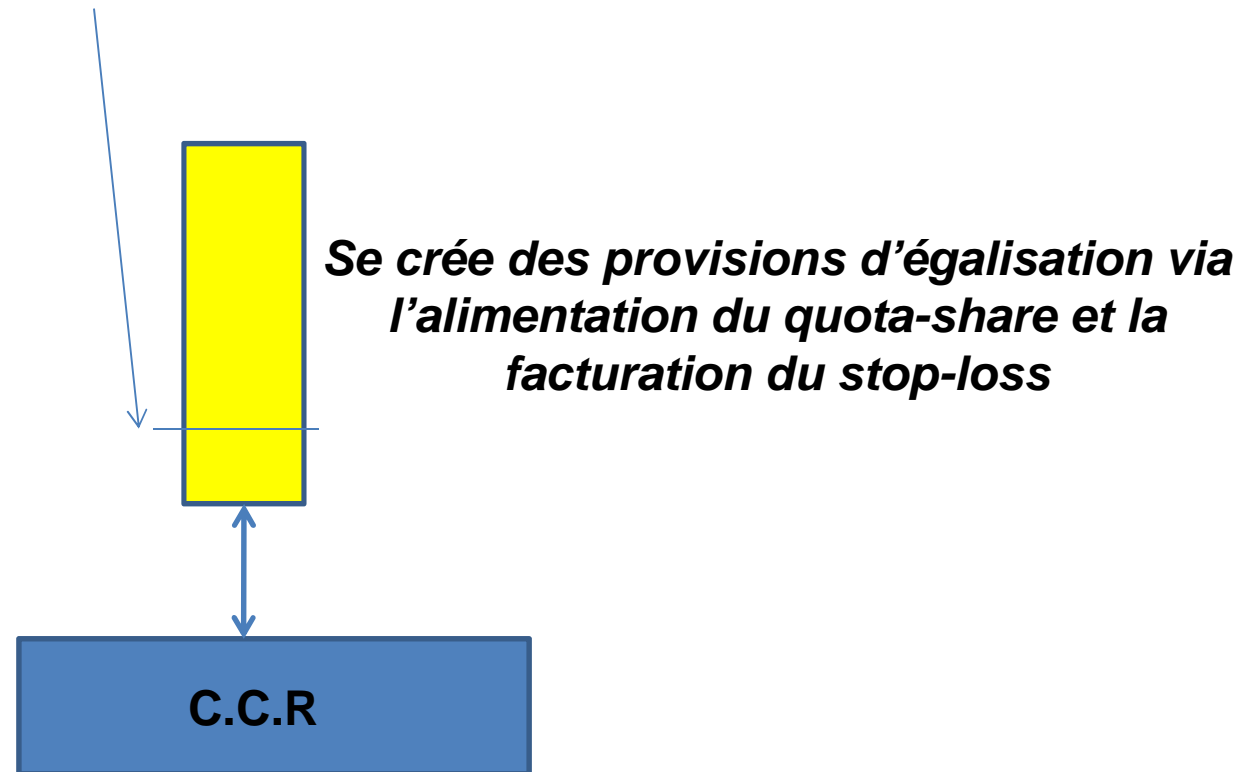 Se crée des provisions d’égalisation via
l’alimentation du quota-share et la
facturation du stop-loss
C.C.R